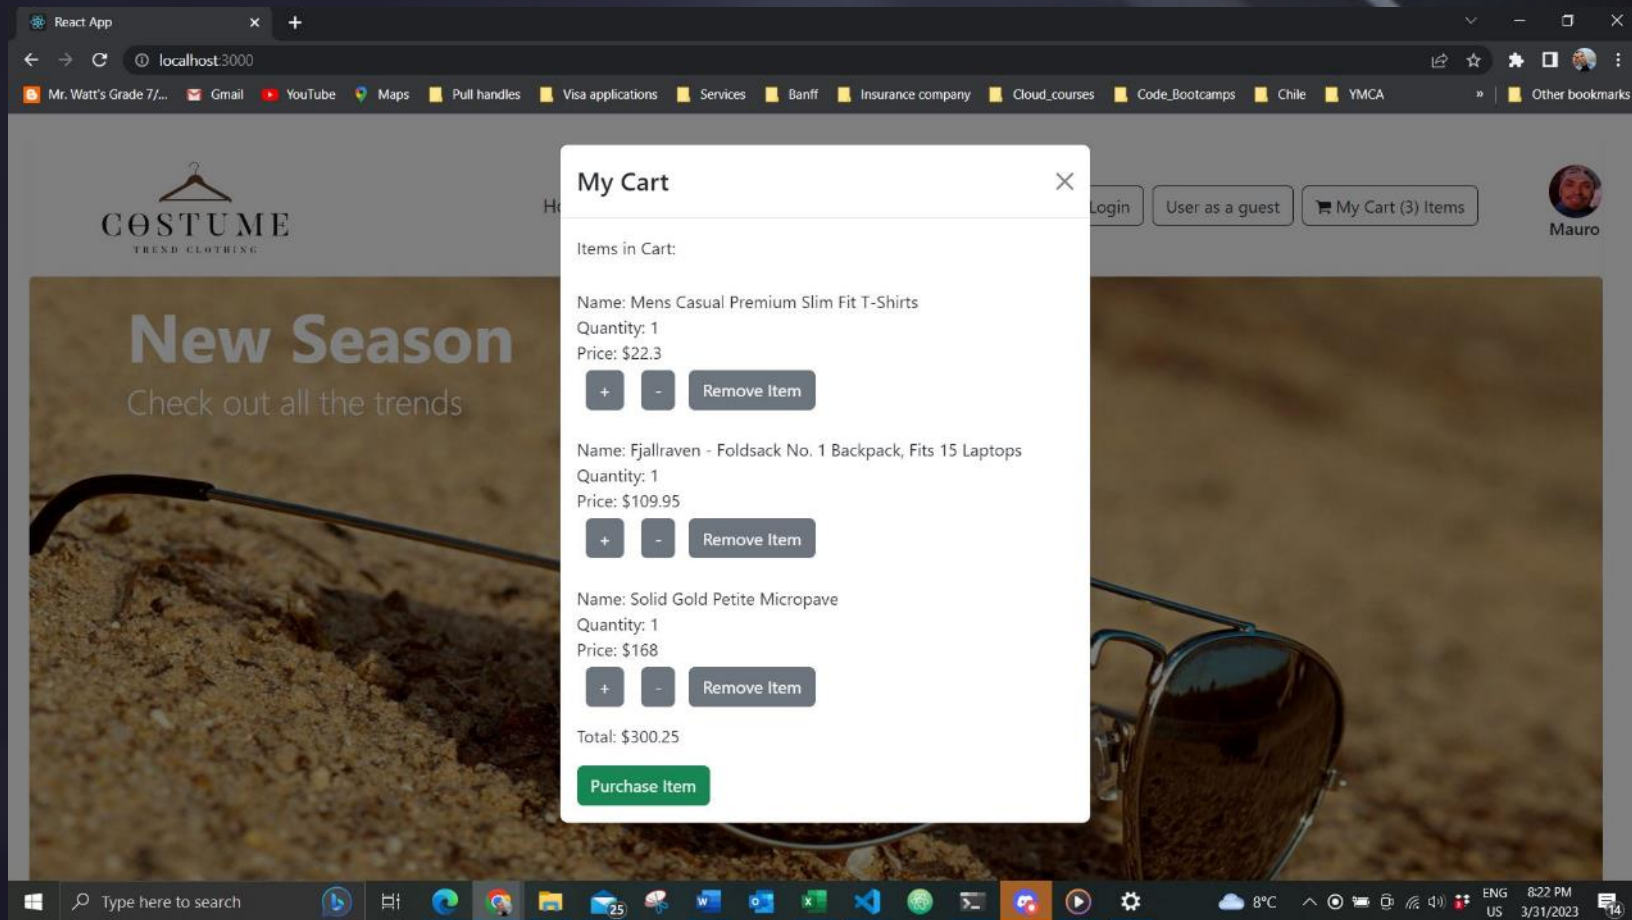 React App
localhost:3000
Mr. Watt's Grade 7/...
Gmail
YouTube
Maps
Pull handles
Visa applications
Services
Banff
Insurance company
Cloud_courses
Code_Bootcamps
Chile
YMCA
»
Other bookmarks
COSTUME
TREND CLOTHING
Login
User as a guest
My Cart (3) Items
Mauro
New Season
Check out all the trends
My Cart
Items in Cart:
Name: Mens Casual Premium Slim Fit T-Shirts
Quantity: 1
Price: $22.3
+ - Remove Item
Name: Fjallraven - Foldsack No. 1 Backpack, Fits 15 Laptops
Quantity: 1
Price: $109.95
+ - Remove Item
Name: Solid Gold Petite Micropave
Quantity: 1
Price: $168
+ - Remove Item
Total: $300.25
Purchase Item
Type here to search
25
8°C
ENG
US
8:22 PM
3/31/2023
14